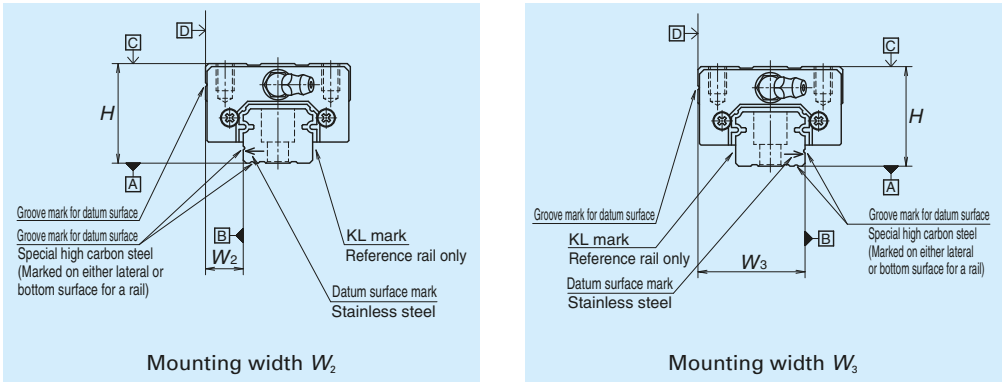 D
C
H
A
Groove mark for datum surface
Groove mark for datum surface
Special high carbon steel
(Marked on either lateral or
bottom surface for a rail)
B
W2
KL mark
Reference rail only
Datum surface mark
Stainless steel
Mounting width W2
D
C
H
A
Groove mark for datum surface
KL mark
Reference rail only
Datum surface mark
Stainless steel
W3
B
Groove mark for datum surface
Special high carbon steel
(Marked on either lateral
or bottom surface for a rail)
Mounting width W3